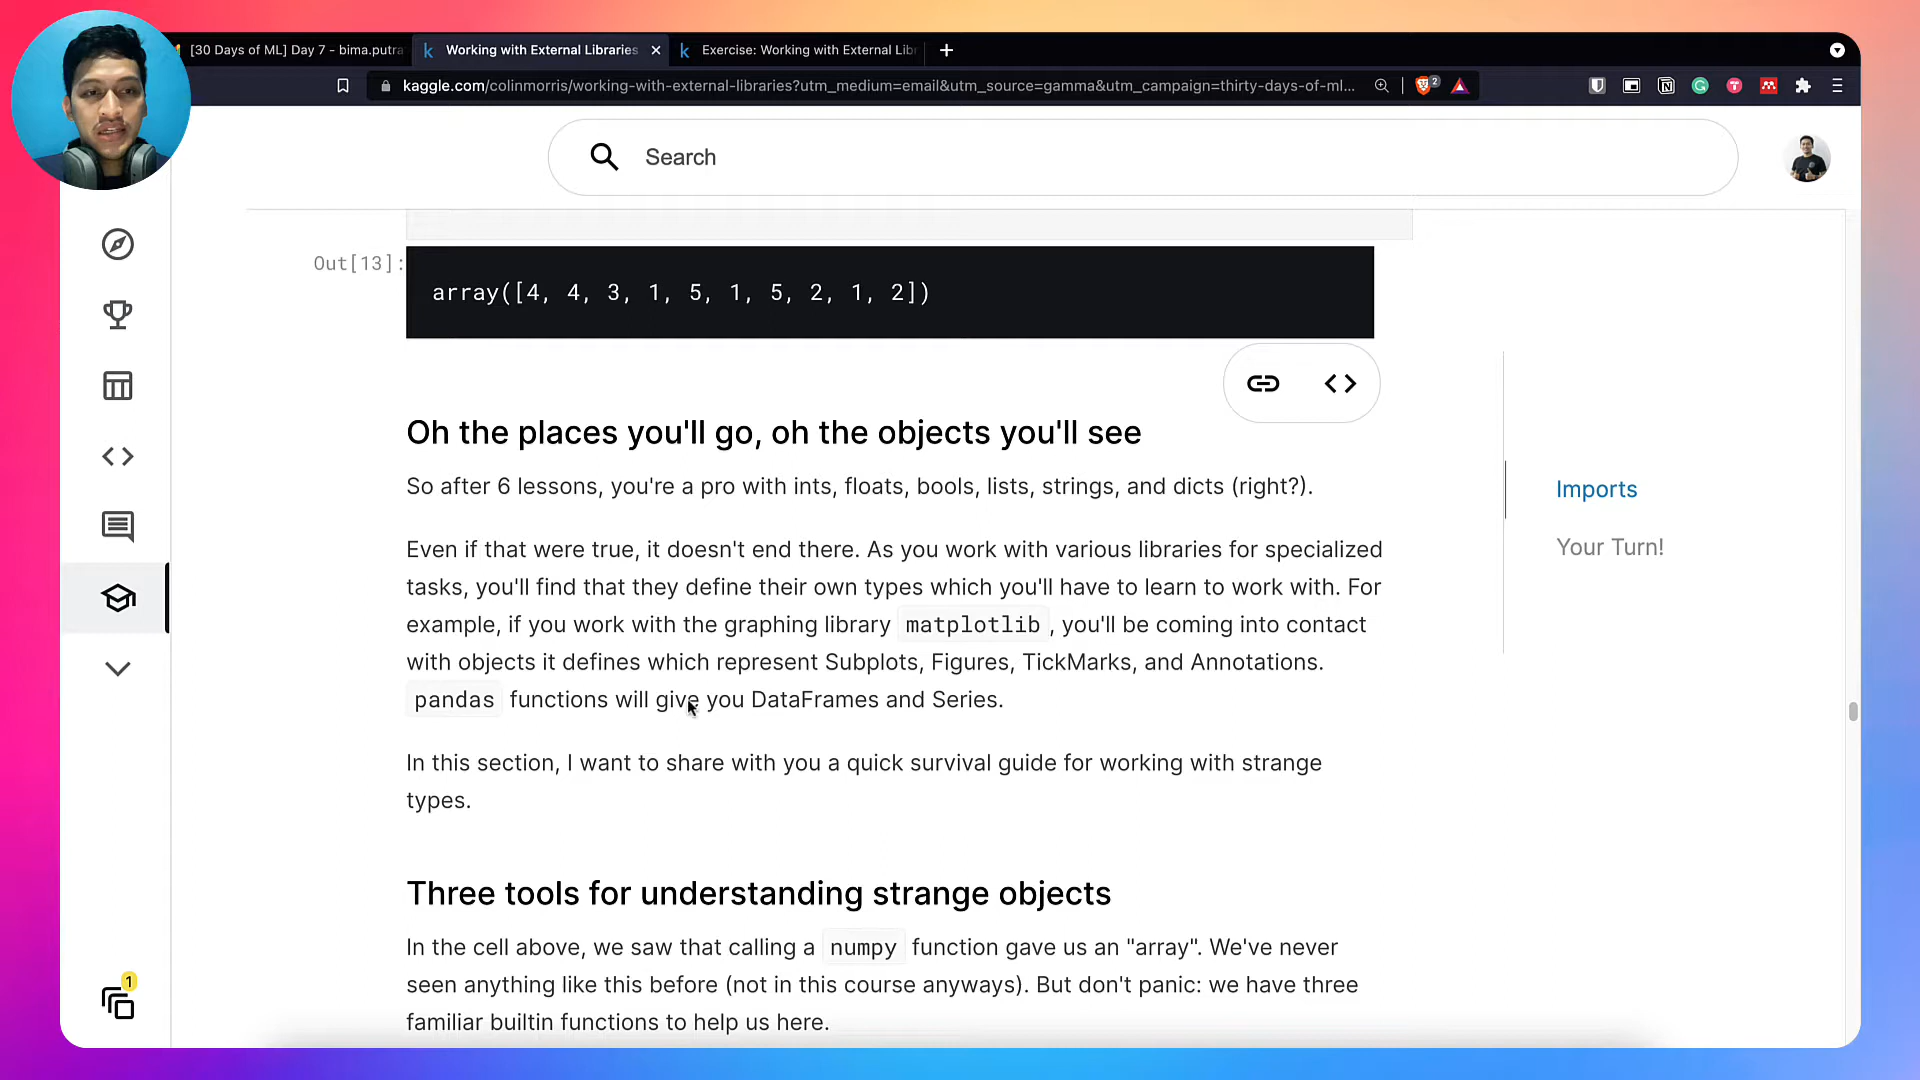 [30 Days of ML] Day 7 - bima.putra
Working with External Libraries
Exercise: Working with External Lib
kaggle.com/colinmorris/working-with-external-libraries?utm_medium=email&utm_source=gamma&utm_campaign=thirty-days-of-ml...
2
Search
Out[13]:
array([4, 4, 3, 1, 5, 1, 5, 2, 1, 2])
Oh the places you'll go, oh the objects you'll see
So after 6 lessons, you're a pro with ints, floats, bools, lists, strings, and dicts (right?).
Even if that were true, it doesn't end there. As you work with various libraries for specialized
tasks, you'll find that they define their own types which you'll have to learn to work with. For
example, if you work with the graphing library matplotlib, you'll be coming into contact
with objects it defines which represent Subplots, Figures, TickMarks, and Annotations.
pandas functions will give you DataFrames and Series.
In this section, I want to share with you a quick survival guide for working with strange
types.
Three tools for understanding strange objects
In the cell above, we saw that calling a numpy function gave us an "array". We've never
seen anything like this before (not in this course anyways). But don't panic: we have three
familiar builtin functions to help us here.
Imports
Your Turn!
1